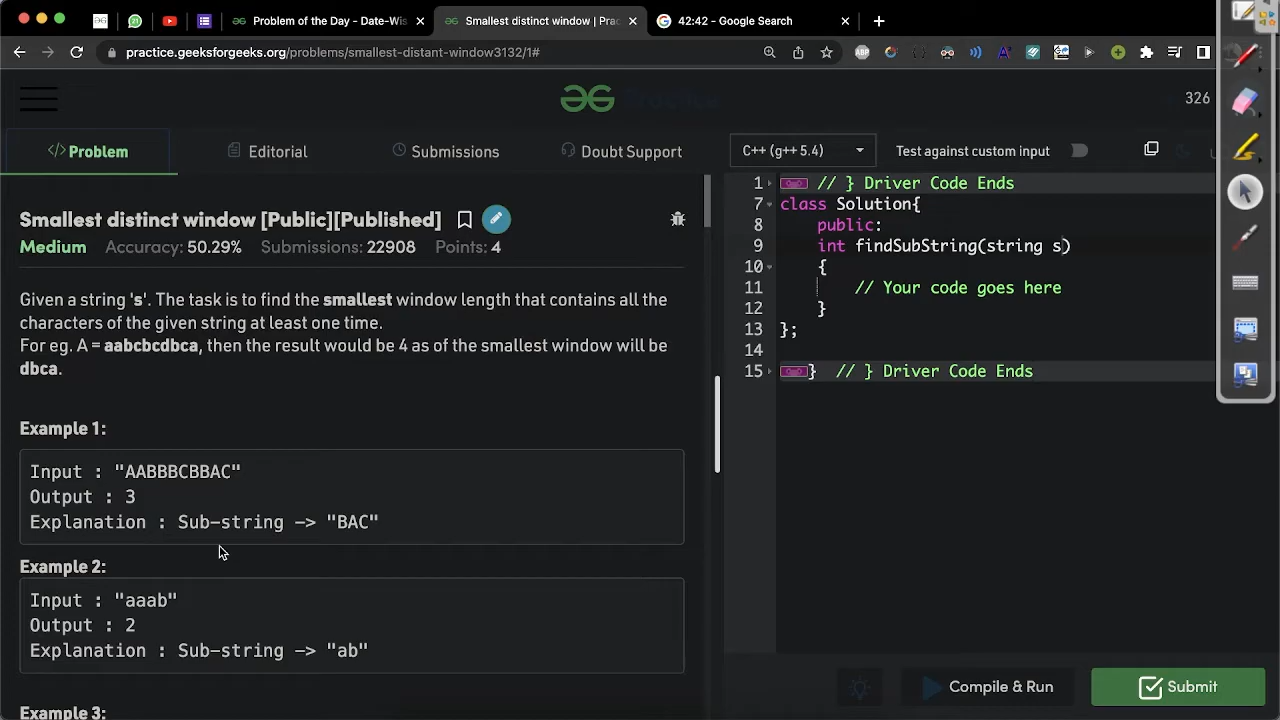 Problem of the Day - Date-Wis
Smallest distinct window | Prac
42:42 - Google Search
practice.geeksforgeeks.org/problems/smallest-distant-window3132/1#
326
</> Problem
Editorial
Submissions
Doubt Support
C++ (g++ 5.4)
Test against custom input
Smallest distinct window [Public][Published]
Medium Accuracy: 50.29% Submissions: 22908 Points: 4
Given a string 's'. The task is to find the smallest window length that contains all the
characters of the given string at least one time.
For eg. A = aabcbcdbca, then the result would be 4 as of the smallest window will be
dbca.
Example 1:
Input : "AABBBCBBAC"
Output : 3
Explanation : Sub-string -> "BAC"
Example 2:
Input : "aaab"
Output : 2
Explanation : Sub-string -> "ab"
Example 3:
1 // } Driver Code Ends
7 class Solution{
8 public:
9 int findSubString(string s)
10 {
11 // Your code goes here
12 }
13 };
14
15 } // } Driver Code Ends
Compile & Run
Submit